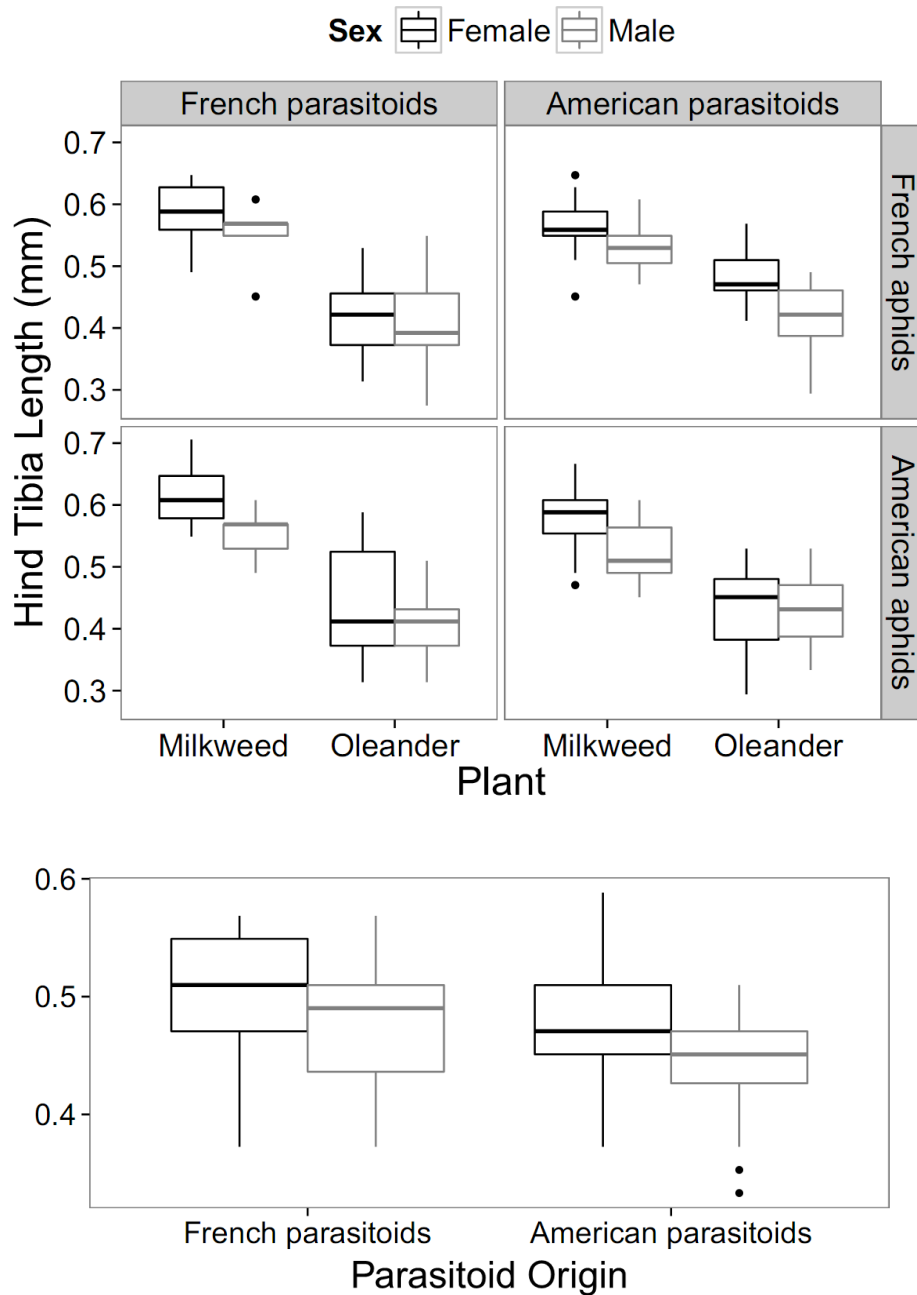 Sex Female Male
French parasitoids American parasitoids
Hind Tibia Length (mm)
0.7
0.6
0.5
0.4
0.3
French aphids
0.7
0.6
0.5
0.4
0.3
American aphids
Milkweed Oleander Milkweed Oleander
Plant
0.6
0.5
0.4
French parasitoids American parasitoids
Parasitoid Origin